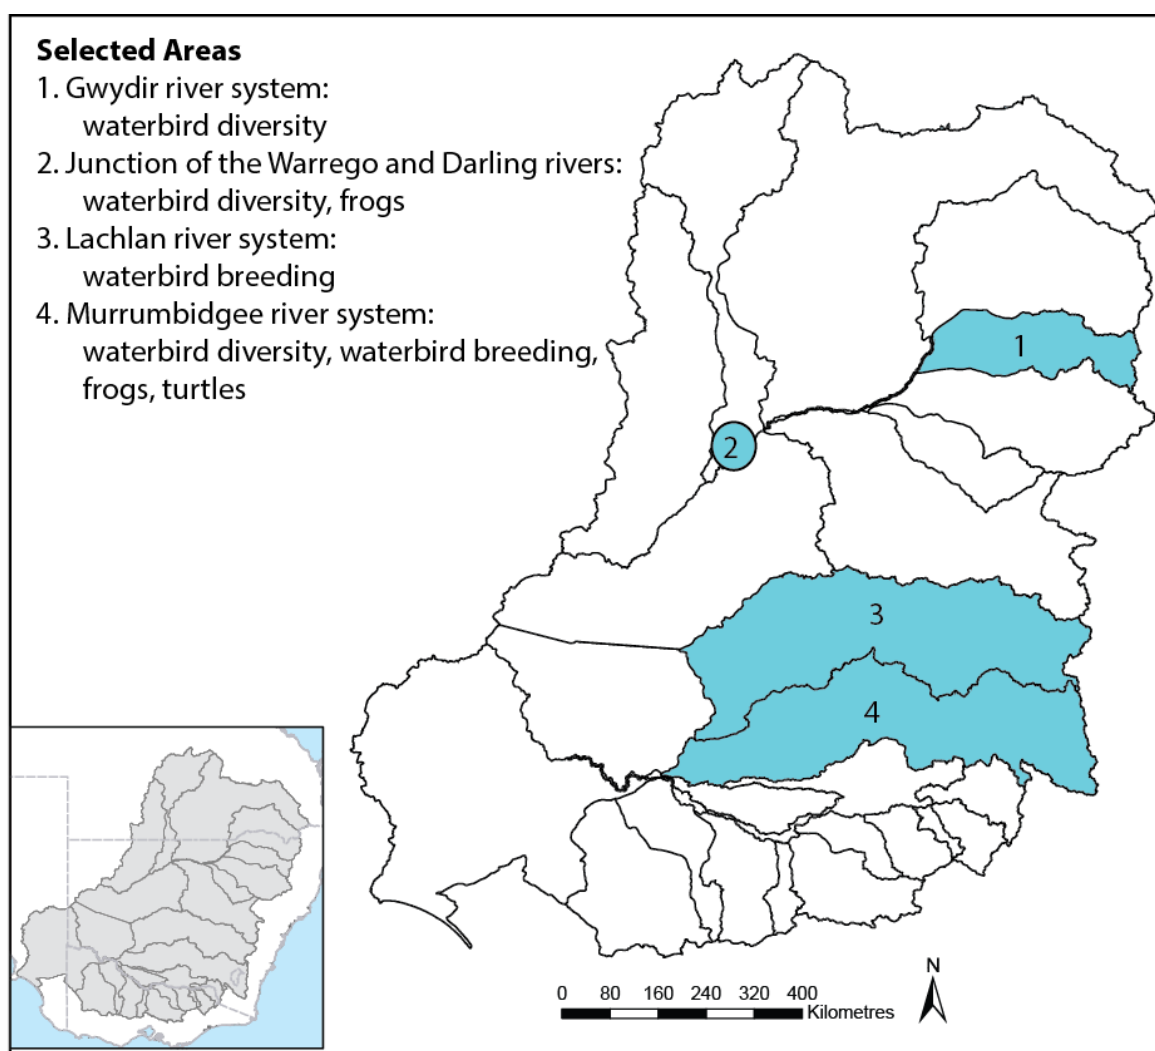 Selected Areas
1. Gwydir river system:
waterbird diversity
2. Junction of the Warrego and Darling rivers:
waterbird diversity, frogs
3. Lachlan river system:
waterbird breeding
4. Murrumbidgee river system:
waterbird diversity, waterbird breeding,
frogs, turtles
1
2
3
4
N
0 80 160 240 320 400
Kilometres